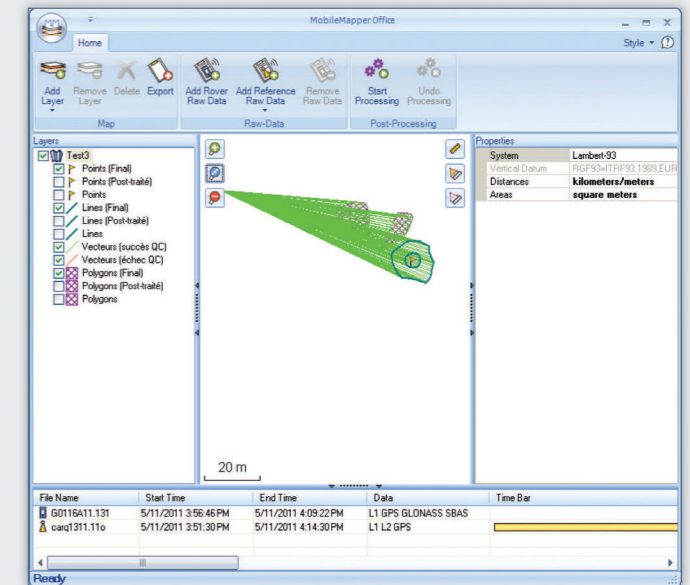 MobileMapper Office
Home
Style
Add Layer
Remove Layer
Delete
Export
Add Rover Raw Data
Add Reference Raw Data
Remove Raw Data
Start Processing
Undo Processing
Map
Raw-Data
Post-Processing
Layers
Test3
Points (Final)
Points (Post-traité)
Points
Lines (Final)
Lines (Post-traité)
Lines
Vecteurs (succès QC)
Vecteurs (échec QC)
Polygons (Final)
Polygons (Post-traité)
Polygons
20 m
Properties
System Lambert-93
Vertical Datum RGF93=ITRF93,1989,EUR
Distances kilometers/meters
Areas square meters
File Name Start Time End Time Data Time Bar
G0116A11.131 5/11/2011 3:56:46 PM 5/11/2011 4:09:22 PM L1 GPS GLONASS SBAS
carq1311.11o 5/11/2011 3:51:30 PM 5/11/2011 4:14:30 PM L1 L2 GPS
Ready